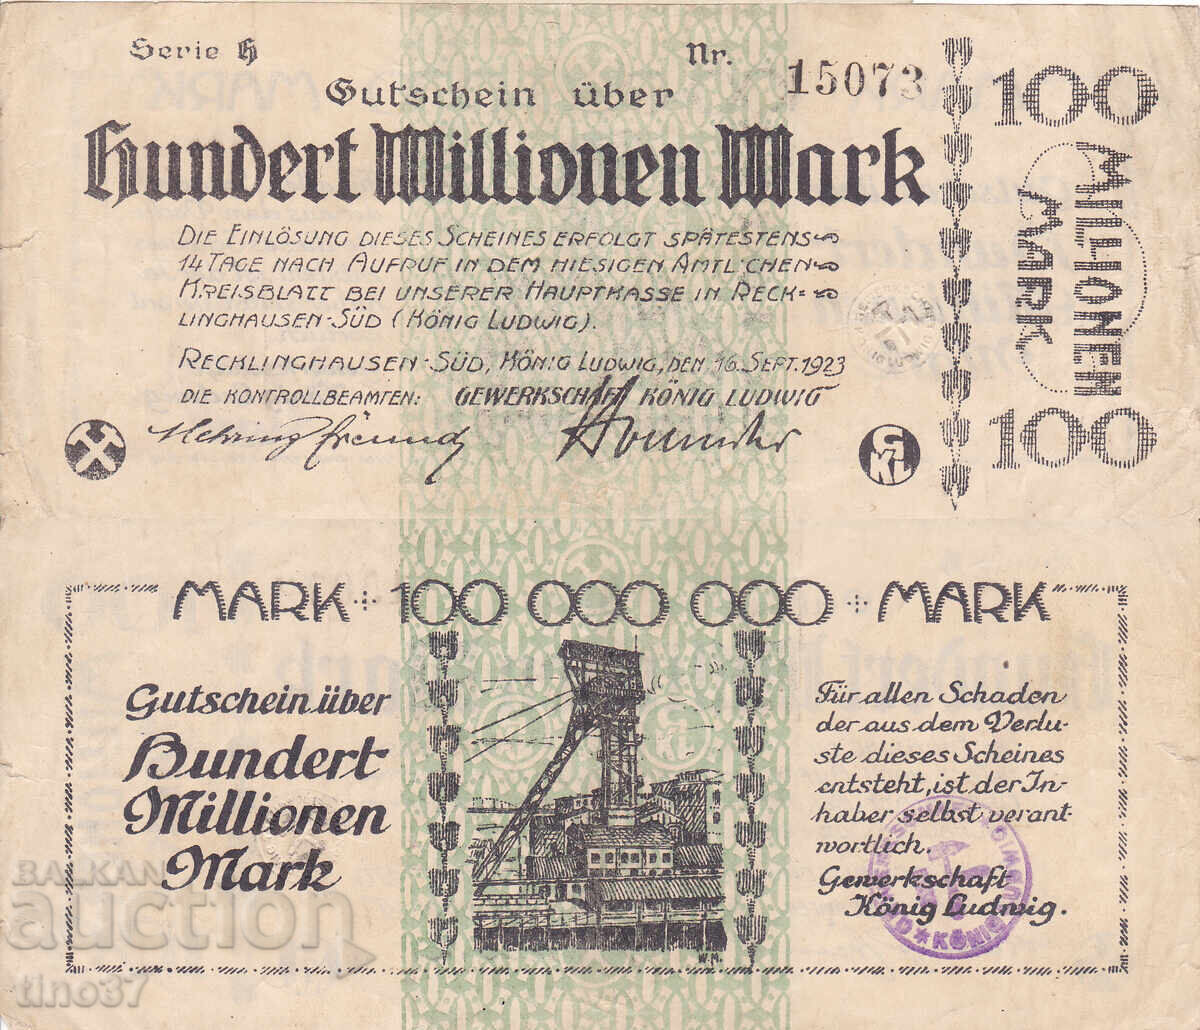 Serie H
Nr. 15073
Gutschein über
Hundert Millionen Mark
DIE EINLÖSUNG DIESES SCHEINES ERFOLGT SPÄTESTENS
14 TAGE NACH AUFRUF IN DEM HIESIGEN AMTLICHEN
KREISBLATT BEI UNSERER HAUPTKASSE IN RECK=
LINGHAUSEN-SÜD (KÖNIG LUDWIG).
RECKLINGHAUSEN-SÜD, KÖNIG LUDWIG, DEN 16. SEPT. 1923
DIE KONTROLLBEAMTEN: GEWERKSCHAFT KÖNIG LUDWIG
GKL
100
MILLIONEN
MARK
100
MARK + 100 000 000 + MARK
Gutschein über
Hundert
Millionen
Mark
W.M.
Für allen Schaden
der aus dem Verlu-
ste dieses Scheines
entsteht, ist der In-
haber selbst verant-
wortlich.
Gewerkschaft
König Ludwig.
BALKAN
auction
tino37